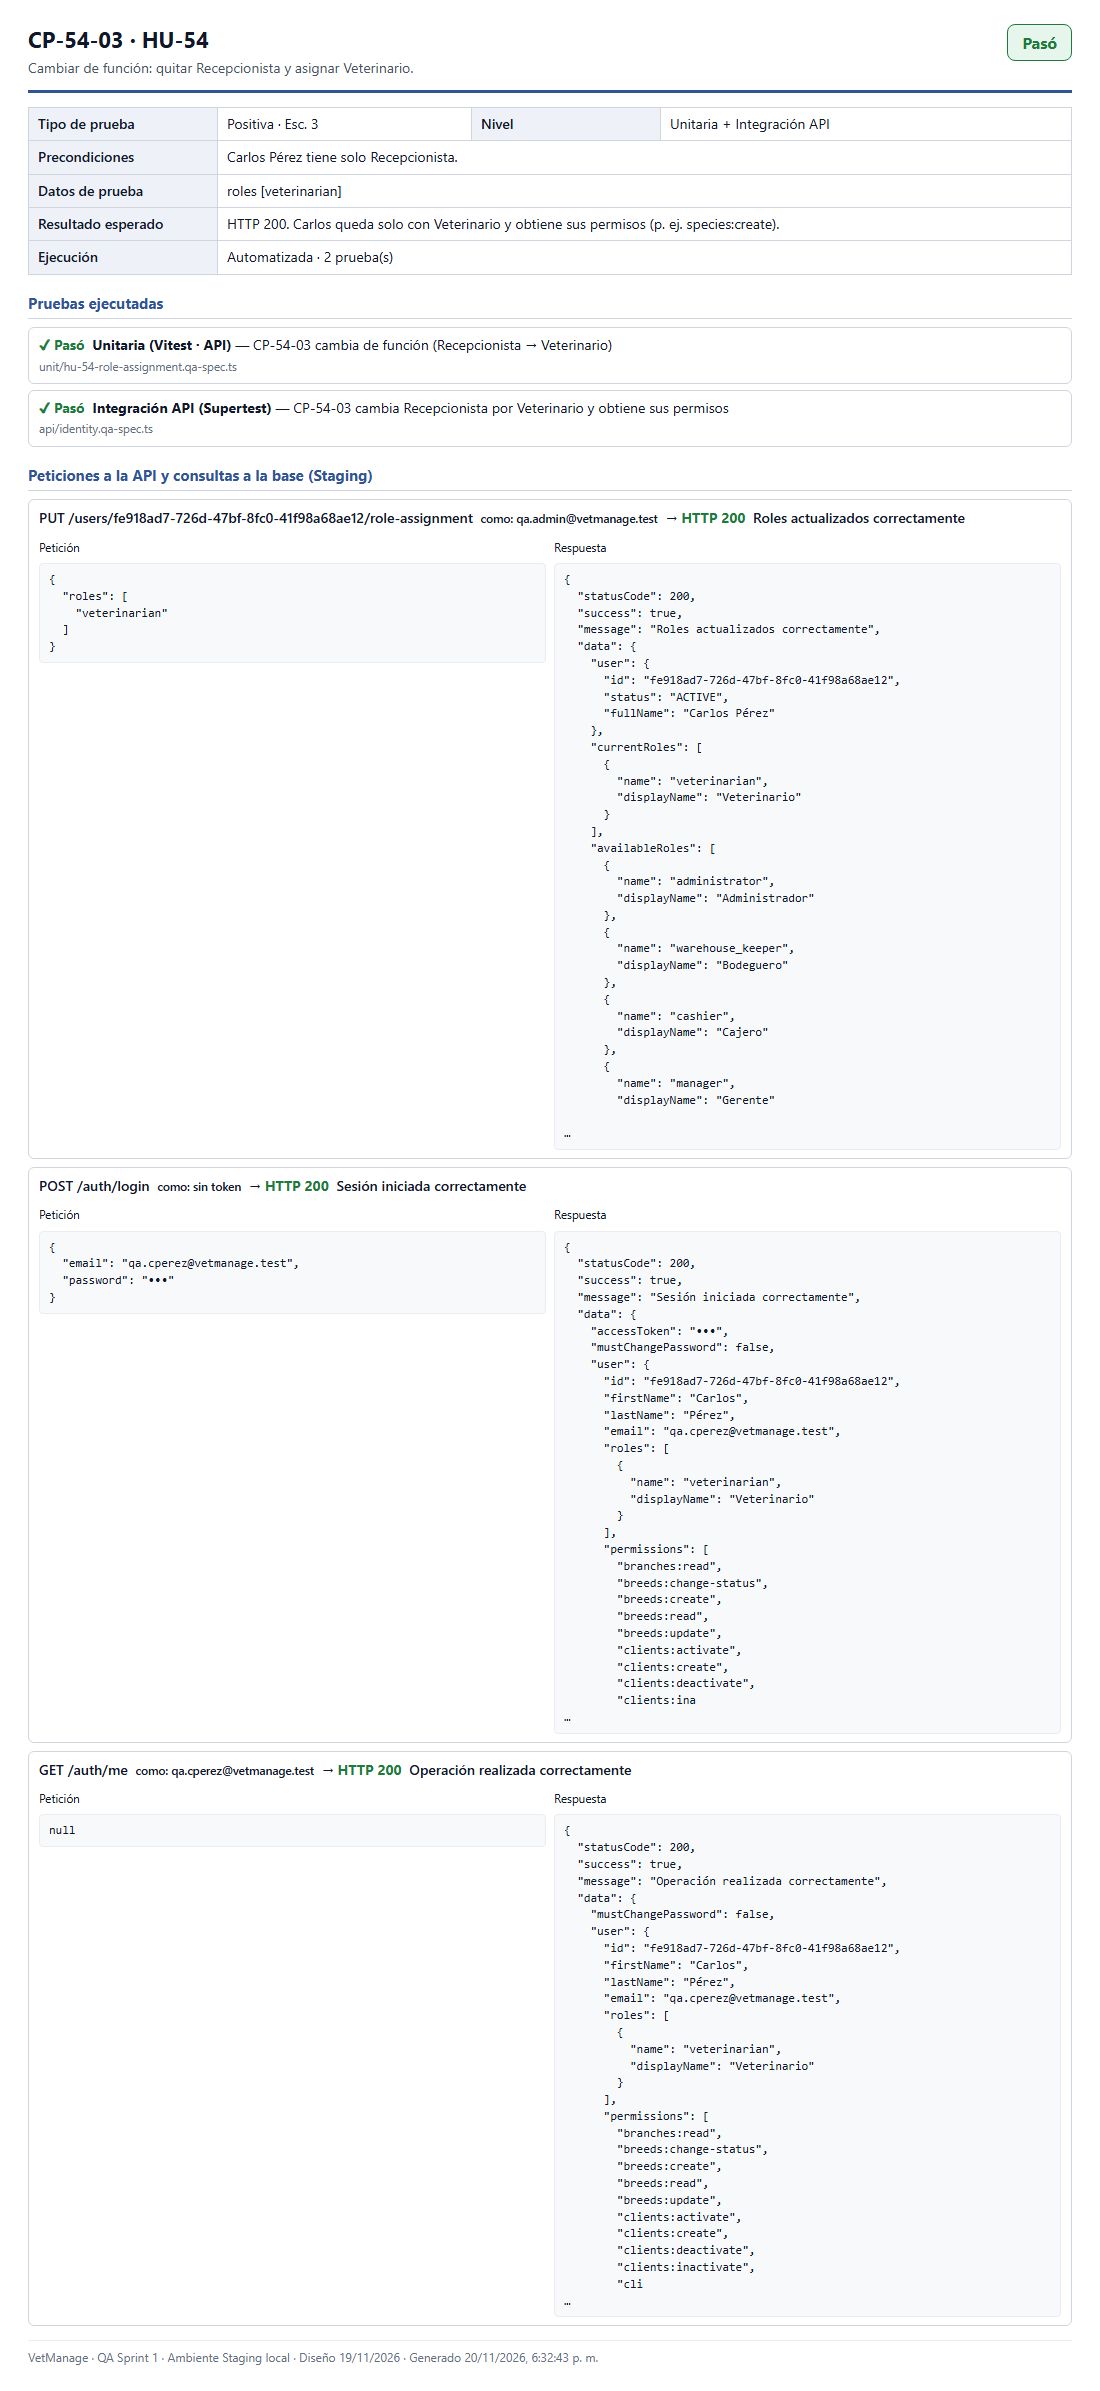 CP-54-03 · HU-54
Pasó
Cambiar de función: quitar Recepcionista y asignar Veterinario.
Tipo de prueba Positiva · Esc. 3 Nivel Unitaria + Integración API
Precondiciones Carlos Pérez tiene solo Recepcionista.
Datos de prueba roles [veterinarian]
Resultado esperado HTTP 200. Carlos queda solo con Veterinario y obtiene sus permisos (p. ej. species:create).
Ejecución Automatizada · 2 prueba(s)
Pruebas ejecutadas
✓ Pasó Unitaria (Vitest · API) — CP-54-03 cambia de función (Recepcionista → Veterinario)
unit/hu-54-role-assignment.qa-spec.ts
✓ Pasó Integración API (Supertest) — CP-54-03 cambia Recepcionista por Veterinario y obtiene sus permisos
api/identity.qa-spec.ts
Peticiones a la API y consultas a la base (Staging)
PUT /users/fe918ad7-726d-47bf-8fc0-41f98a68ae12/role-assignment como: qa.admin@vetmanage.test → HTTP 200 Roles actualizados correctamente
Petición
{
"roles": [
"veterinarian"
]
}
Respuesta
{
"statusCode": 200,
"success": true,
"message": "Roles actualizados correctamente",
"data": {
"user": {
"id": "fe918ad7-726d-47bf-8fc0-41f98a68ae12",
"status": "ACTIVE",
"fullName": "Carlos Pérez"
},
"currentRoles": [
{
"name": "veterinarian",
"displayName": "Veterinario"
}
],
"availableRoles": [
{
"name": "administrator",
"displayName": "Administrador"
},
{
"name": "warehouse_keeper",
"displayName": "Bodeguero"
},
{
"name": "cashier",
"displayName": "Cajero"
},
{
"name": "manager",
"displayName": "Gerente"
…
POST /auth/login como: sin token → HTTP 200 Sesión iniciada correctamente
Petición
{
"email": "qa.cperez@vetmanage.test",
"password": "•••"
}
Respuesta
{
"statusCode": 200,
"success": true,
"message": "Sesión iniciada correctamente",
"data": {
"accessToken": "•••",
"mustChangePassword": false,
"user": {
"id": "fe918ad7-726d-47bf-8fc0-41f98a68ae12",
"firstName": "Carlos",
"lastName": "Pérez",
"email": "qa.cperez@vetmanage.test",
"roles": [
{
"name": "veterinarian",
"displayName": "Veterinario"
}
],
"permissions": [
"branches:read",
"breeds:change-status",
"breeds:create",
"breeds:read",
"breeds:update",
"clients:activate",
"clients:create",
"clients:deactivate",
"clients:ina
…
GET /auth/me como: qa.cperez@vetmanage.test → HTTP 200 Operación realizada correctamente
Petición
null
Respuesta
{
"statusCode": 200,
"success": true,
"message": "Operación realizada correctamente",
"data": {
"mustChangePassword": false,
"user": {
"id": "fe918ad7-726d-47bf-8fc0-41f98a68ae12",
"firstName": "Carlos",
"lastName": "Pérez",
"email": "qa.cperez@vetmanage.test",
"roles": [
{
"name": "veterinarian",
"displayName": "Veterinario"
}
],
"permissions": [
"branches:read",
"breeds:change-status",
"breeds:create",
"breeds:read",
"breeds:update",
"clients:activate",
"clients:create",
"clients:deactivate",
"clients:inactivate",
"cli
…
VetManage · QA Sprint 1 · Ambiente Staging local · Diseño 19/11/2026 · Generado 20/11/2026, 6:32:43 p. m.